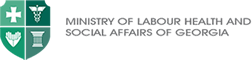 MINISTRY OF LABOUR HEALTH AND
SOCIAL AFFAIRS OF GEORGIA